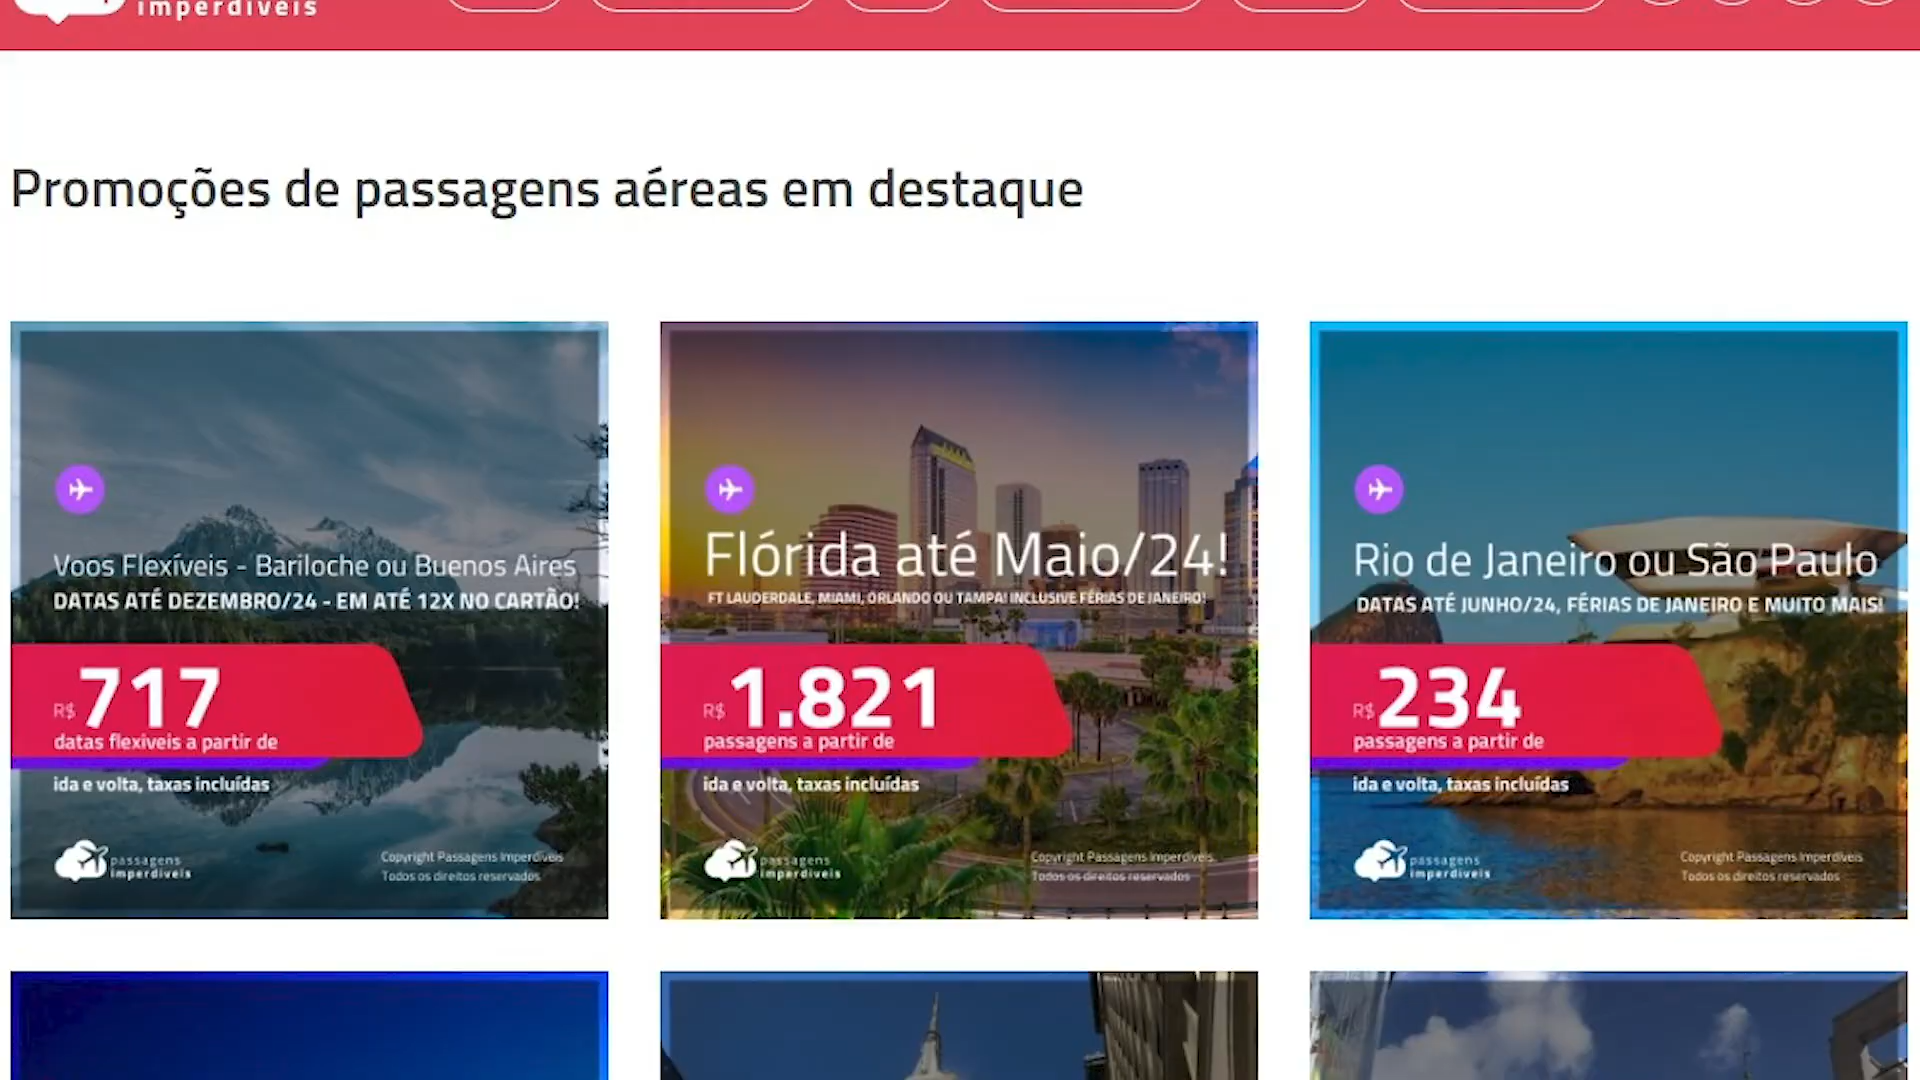 imperdíveis
Promoções de passagens aéreas em destaque
Voos Flexíveis - Bariloche ou Buenos Aires
DATAS ATÉ DEZEMBRO/24 - EM ATÉ 12X NO CARTÃO!
R$ 717
datas flexiveis a partir de
ida e volta, taxas incluídas
passagens
imperdíveis
Copyright Passagens Imperdíveis
Todos os direitos reservados
Flórida até Maio/24!
FT LAUDERDALE, MIAMI, ORLANDO OU TAMPA! INCLUSIVE FÉRIAS DE JANEIRO!
R$ 1.821
passagens a partir de
ida e volta, taxas incluídas
passagens
imperdíveis
Copyright Passagens Imperdíveis
Todos os direitos reservados
Rio de Janeiro ou São Paulo
DATAS ATÉ JUNHO/24, FÉRIAS DE JANEIRO E MUITO MAIS!
R$ 234
passagens a partir de
ida e volta, taxas incluídas
passagens
imperdíveis
Copyright Passagens Imperdíveis
Todos os direitos reservados